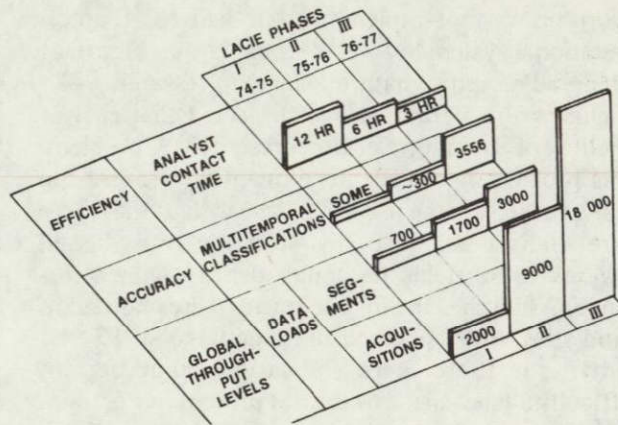 LACIE PHASES
I II III
74-75 75-76 76-77
EFFICIENCY
ANALYST
CONTACT
TIME
12 HR 6 HR 3 HR
ACCURACY
MULTITEMPORAL
CLASSIFICATIONS
SOME ~300 3556
GLOBAL
THROUGH-
PUT
LEVELS
DATA
LOADS
SEG-
MENTS
700 1700 3000
ACQUI-
SITIONS
2000 9000 18 000
I II III